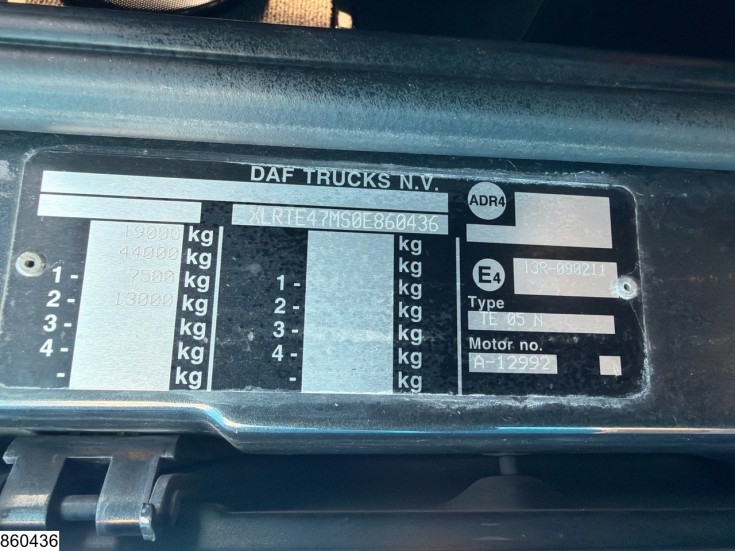 DAF TRUCKS N.V.
XLRTE47MS0E860436
19000 kg
44000 kg
1- 7500 kg
2- 13000 kg
3- kg
4- kg
- kg
kg
kg
1- kg
2- kg
3- kg
4- kg
- kg
ADR4
E4 13R-090211
Type
TE 05 N
Motor no.
A-12992
860436